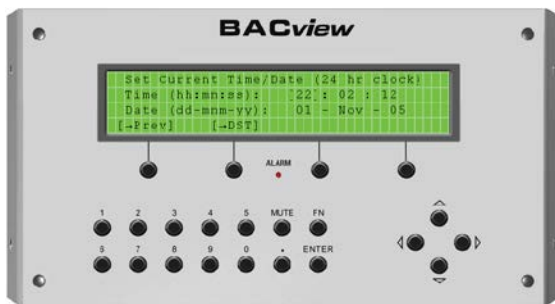 BACview
Set Current Time/Date (24 hr clock)
Time (hh:mn:ss): [22]: 02 : 12
Date (dd-mnm-yy): 01 - Nov - 05
[→Prev] [→DST]
ALARM
1 2 3 4 5 MUTE FN
6 7 8 9 0 . ENTER